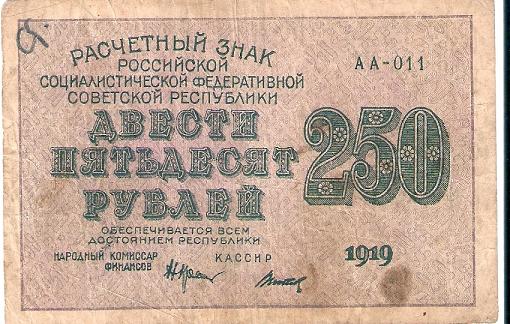 РАСЧЕТНЫЙ ЗНАК
РОССИЙСКОЙ
СОЦИАЛИСТИЧЕСКОЙ ФЕДЕРАТИВНОЙ
СОВЕТСКОЙ РЕСПУБЛИКИ
АА-011
ДВЕСТИ
ПЯТЬДЕСЯТ
РУБЛЕЙ
250
ОБЕСПЕЧИВАЕТСЯ ВСЕМ
ДОСТОЯНИЕМ РЕСПУБЛИКИ
1919
НАРОДНЫЙ КОМИССАР
ФИНАНСОВ
КАССИР